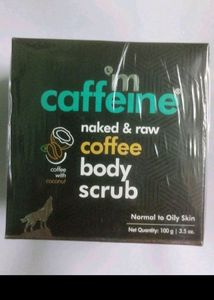 'm
caffeine®
naked & raw
coffee
body
scrub
coffee
with
coconut
Normal to Oily Skin
Net Quantity: 100 g | 3.5 oz.